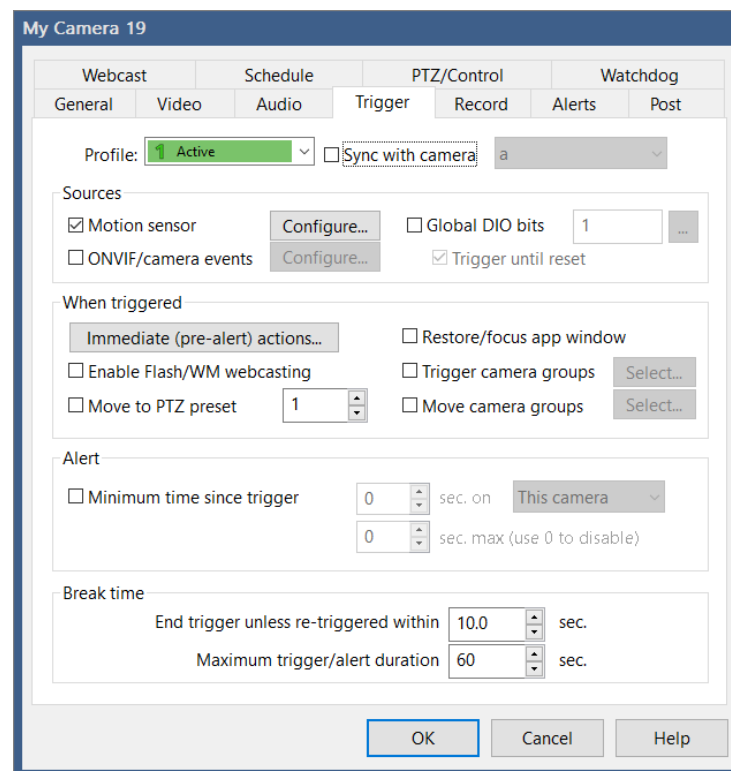 My Camera 19
Webcast Schedule PTZ/Control Watchdog
General Video Audio Trigger Record Alerts Post
Profile: 1 Active Sync with camera a
Sources
Motion sensor Configure... Global DIO bits 1 ...
ONVIF/camera events Configure... Trigger until reset
When triggered
Immediate (pre-alert) actions... Restore/focus app window
Enable Flash/WM webcasting Trigger camera groups Select...
Move to PTZ preset 1 Move camera groups Select...
Alert
Minimum time since trigger 0 sec. on This camera
0 sec. max (use 0 to disable)
Break time
End trigger unless re-triggered within 10.0 sec.
Maximum trigger/alert duration 60 sec.
OK Cancel Help